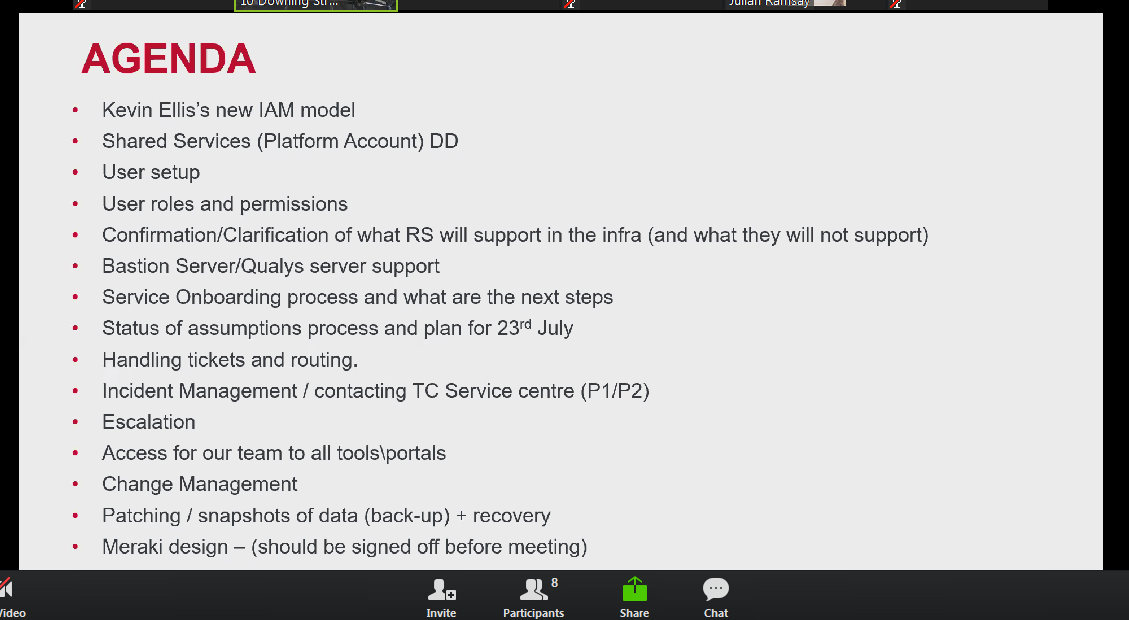 10 Downing Str...
Julian Ramsay
AGENDA
• Kevin Ellis’s new IAM model
• Shared Services (Platform Account) DD
• User setup
• User roles and permissions
• Confirmation/Clarification of what RS will support in the infra (and what they will not support)
• Bastion Server/Qualys server support
• Service Onboarding process and what are the next steps
• Status of assumptions process and plan for 23rd July
• Handling tickets and routing.
• Incident Management / contacting TC Service centre (P1/P2)
• Escalation
• Access for our team to all tools\portals
• Change Management
• Patching / snapshots of data (back-up) + recovery
• Meraki design – (should be signed off before meeting)
8
Video
Invite
Participants
Share
Chat